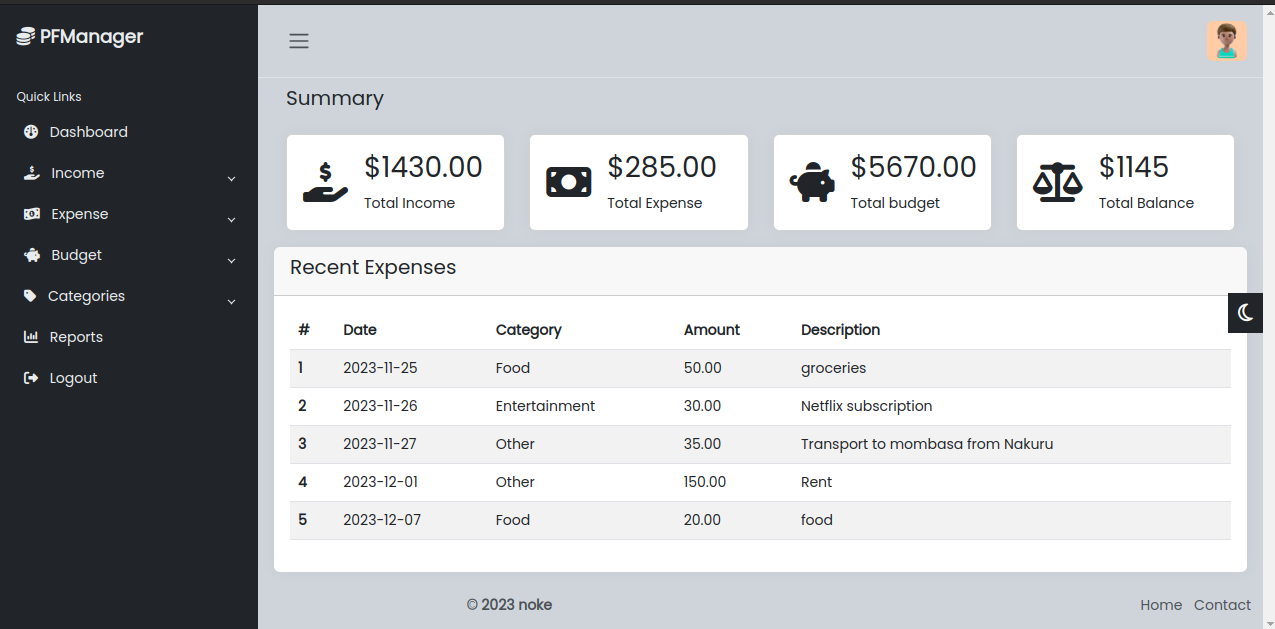 PFManager
Quick Links
Dashboard
Income
Expense
Budget
Categories
Reports
Logout
Summary
$1430.00
Total Income
$285.00
Total Expense
$5670.00
Total budget
$1145
Total Balance
Recent Expenses
# Date Category Amount Description
1 2023-11-25 Food 50.00 groceries
2 2023-11-26 Entertainment 30.00 Netflix subscription
3 2023-11-27 Other 35.00 Transport to mombasa from Nakuru
4 2023-12-01 Other 150.00 Rent
5 2023-12-07 Food 20.00 food
© 2023 noke
Home Contact